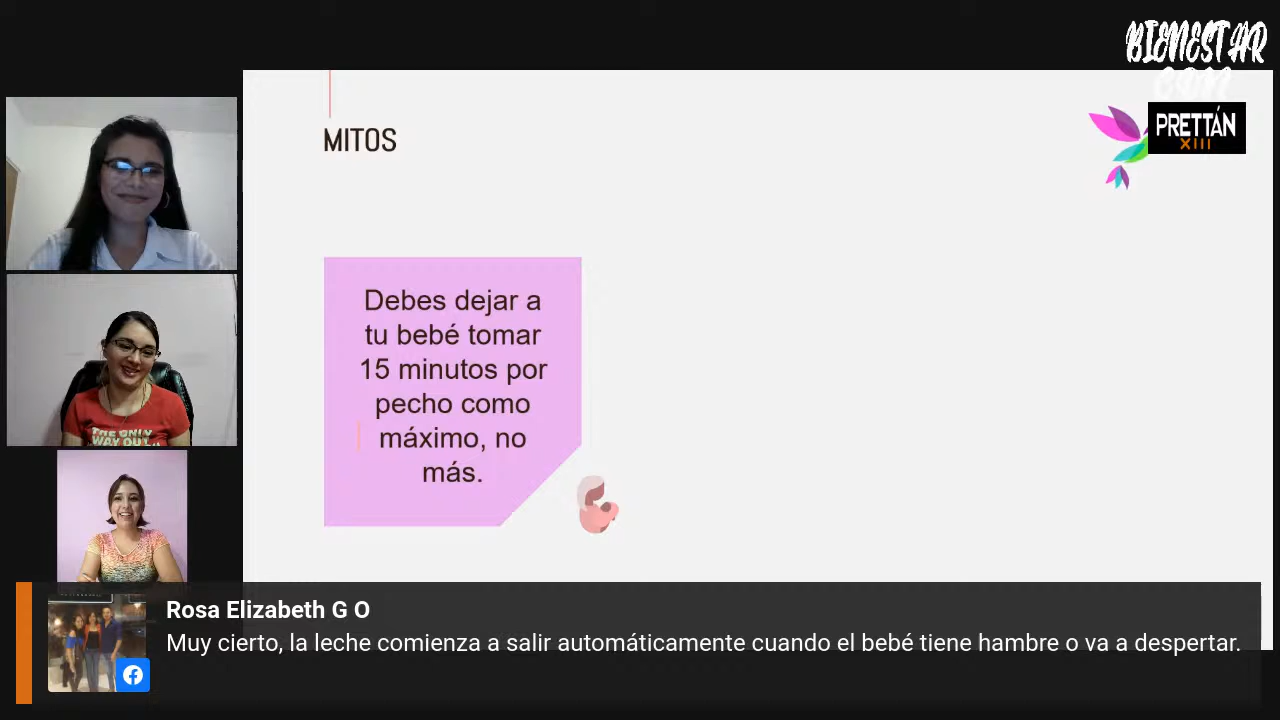 BIENESTAR
COM
PRETTÁN
XIII
MITOS
Debes dejar a
tu bebé tomar
15 minutos por
pecho como
máximo, no
más.
THE ONLY
WAY OUT
Rosa Elizabeth G O
Muy cierto, la leche comienza a salir automáticamente cuando el bebé tiene hambre o va a despertar.